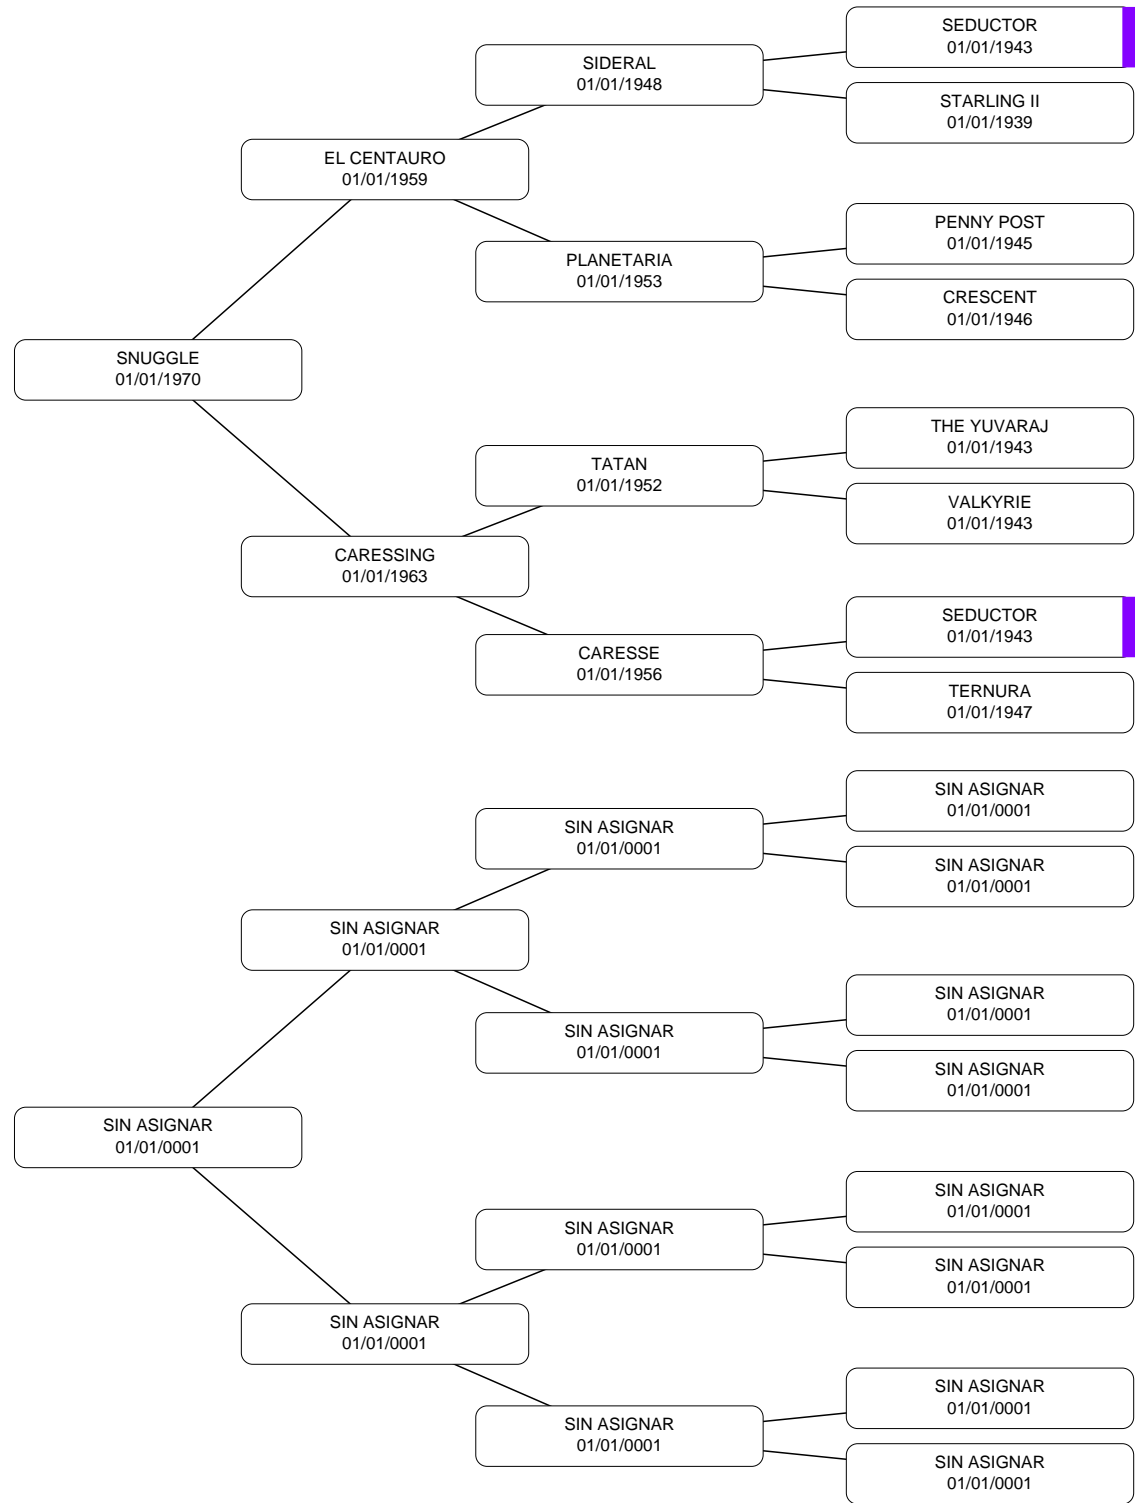 SEDUCTOR
01/01/1943
SIDERAL
01/01/1948
STARLING II
01/01/1939
EL CENTAURO
01/01/1959
PENNY POST
01/01/1945
PLANETARIA
01/01/1953
CRESCENT
01/01/1946
SNUGGLE
01/01/1970
THE YUVARAJ
01/01/1943
TATAN
01/01/1952
VALKYRIE
01/01/1943
CARESSING
01/01/1963
SEDUCTOR
01/01/1943
CARESSE
01/01/1956
TERNURA
01/01/1947
SIN ASIGNAR
01/01/0001
SIN ASIGNAR
01/01/0001
SIN ASIGNAR
01/01/0001
SIN ASIGNAR
01/01/0001
SIN ASIGNAR
01/01/0001
SIN ASIGNAR
01/01/0001
SIN ASIGNAR
01/01/0001
SIN ASIGNAR
01/01/0001
SIN ASIGNAR
01/01/0001
SIN ASIGNAR
01/01/0001
SIN ASIGNAR
01/01/0001
SIN ASIGNAR
01/01/0001
SIN ASIGNAR
01/01/0001
SIN ASIGNAR
01/01/0001
SIN ASIGNAR
01/01/0001